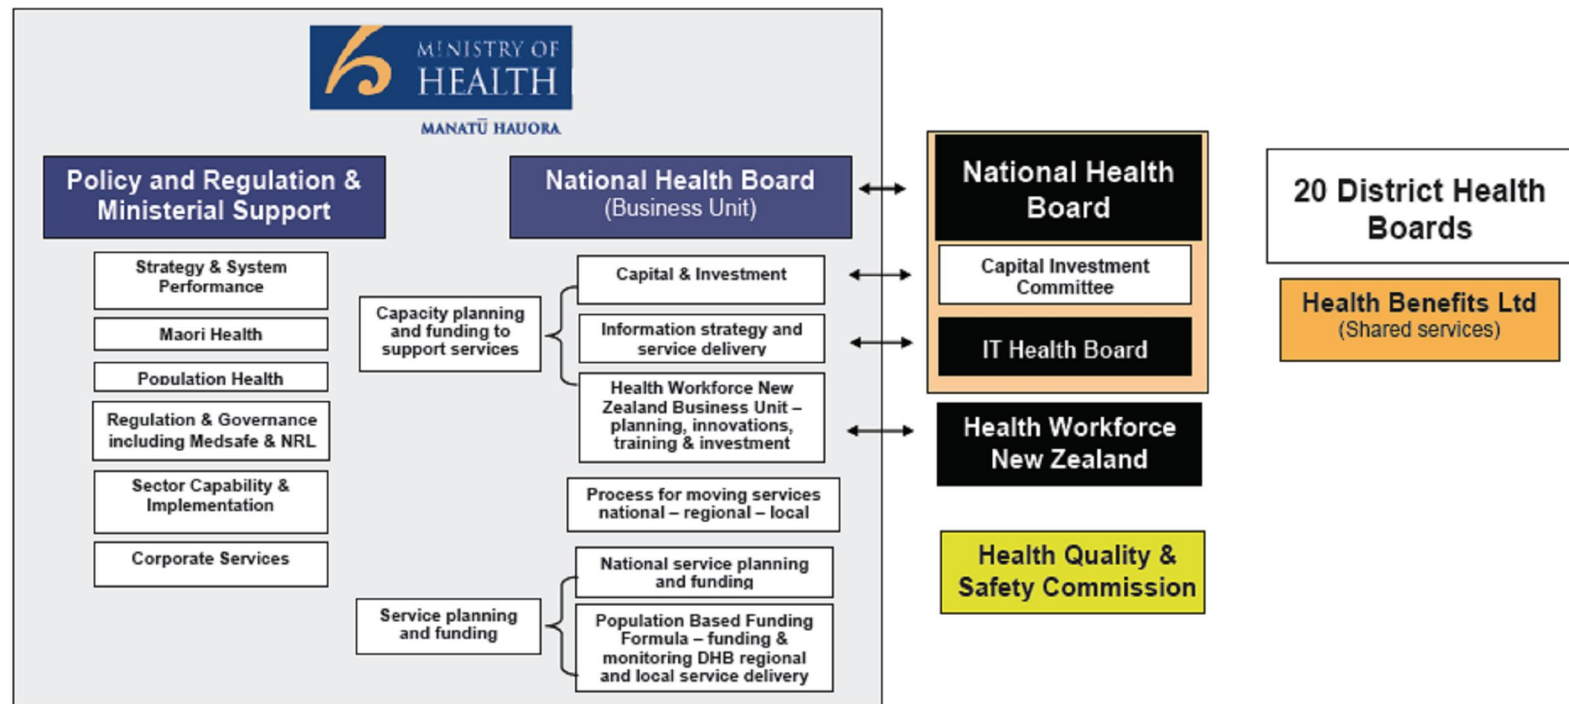 MINISTRY OF
HEALTH
MANATŪ HAUORA
Policy and Regulation &
Ministerial Support
Strategy & System
Performance
Maori Health
Population Health
Regulation & Governance
including Medsafe & NRL
Sector Capability &
Implementation
Corporate Services
National Health Board
(Business Unit)
Capacity planning
and funding to
support services
Capital & Investment
Information strategy and
service delivery
Health Workforce New
Zealand Business Unit –
planning, innovations,
training & investment
Process for moving services
national – regional – local
Service planning
and funding
National service planning
and funding
Population Based Funding
Formula – funding &
monitoring DHB regional
and local service delivery
National Health
Board
Capital Investment
Committee
IT Health Board
Health Workforce
New Zealand
Health Quality &
Safety Commission
20 District Health
Boards
Health Benefits Ltd
(Shared services)